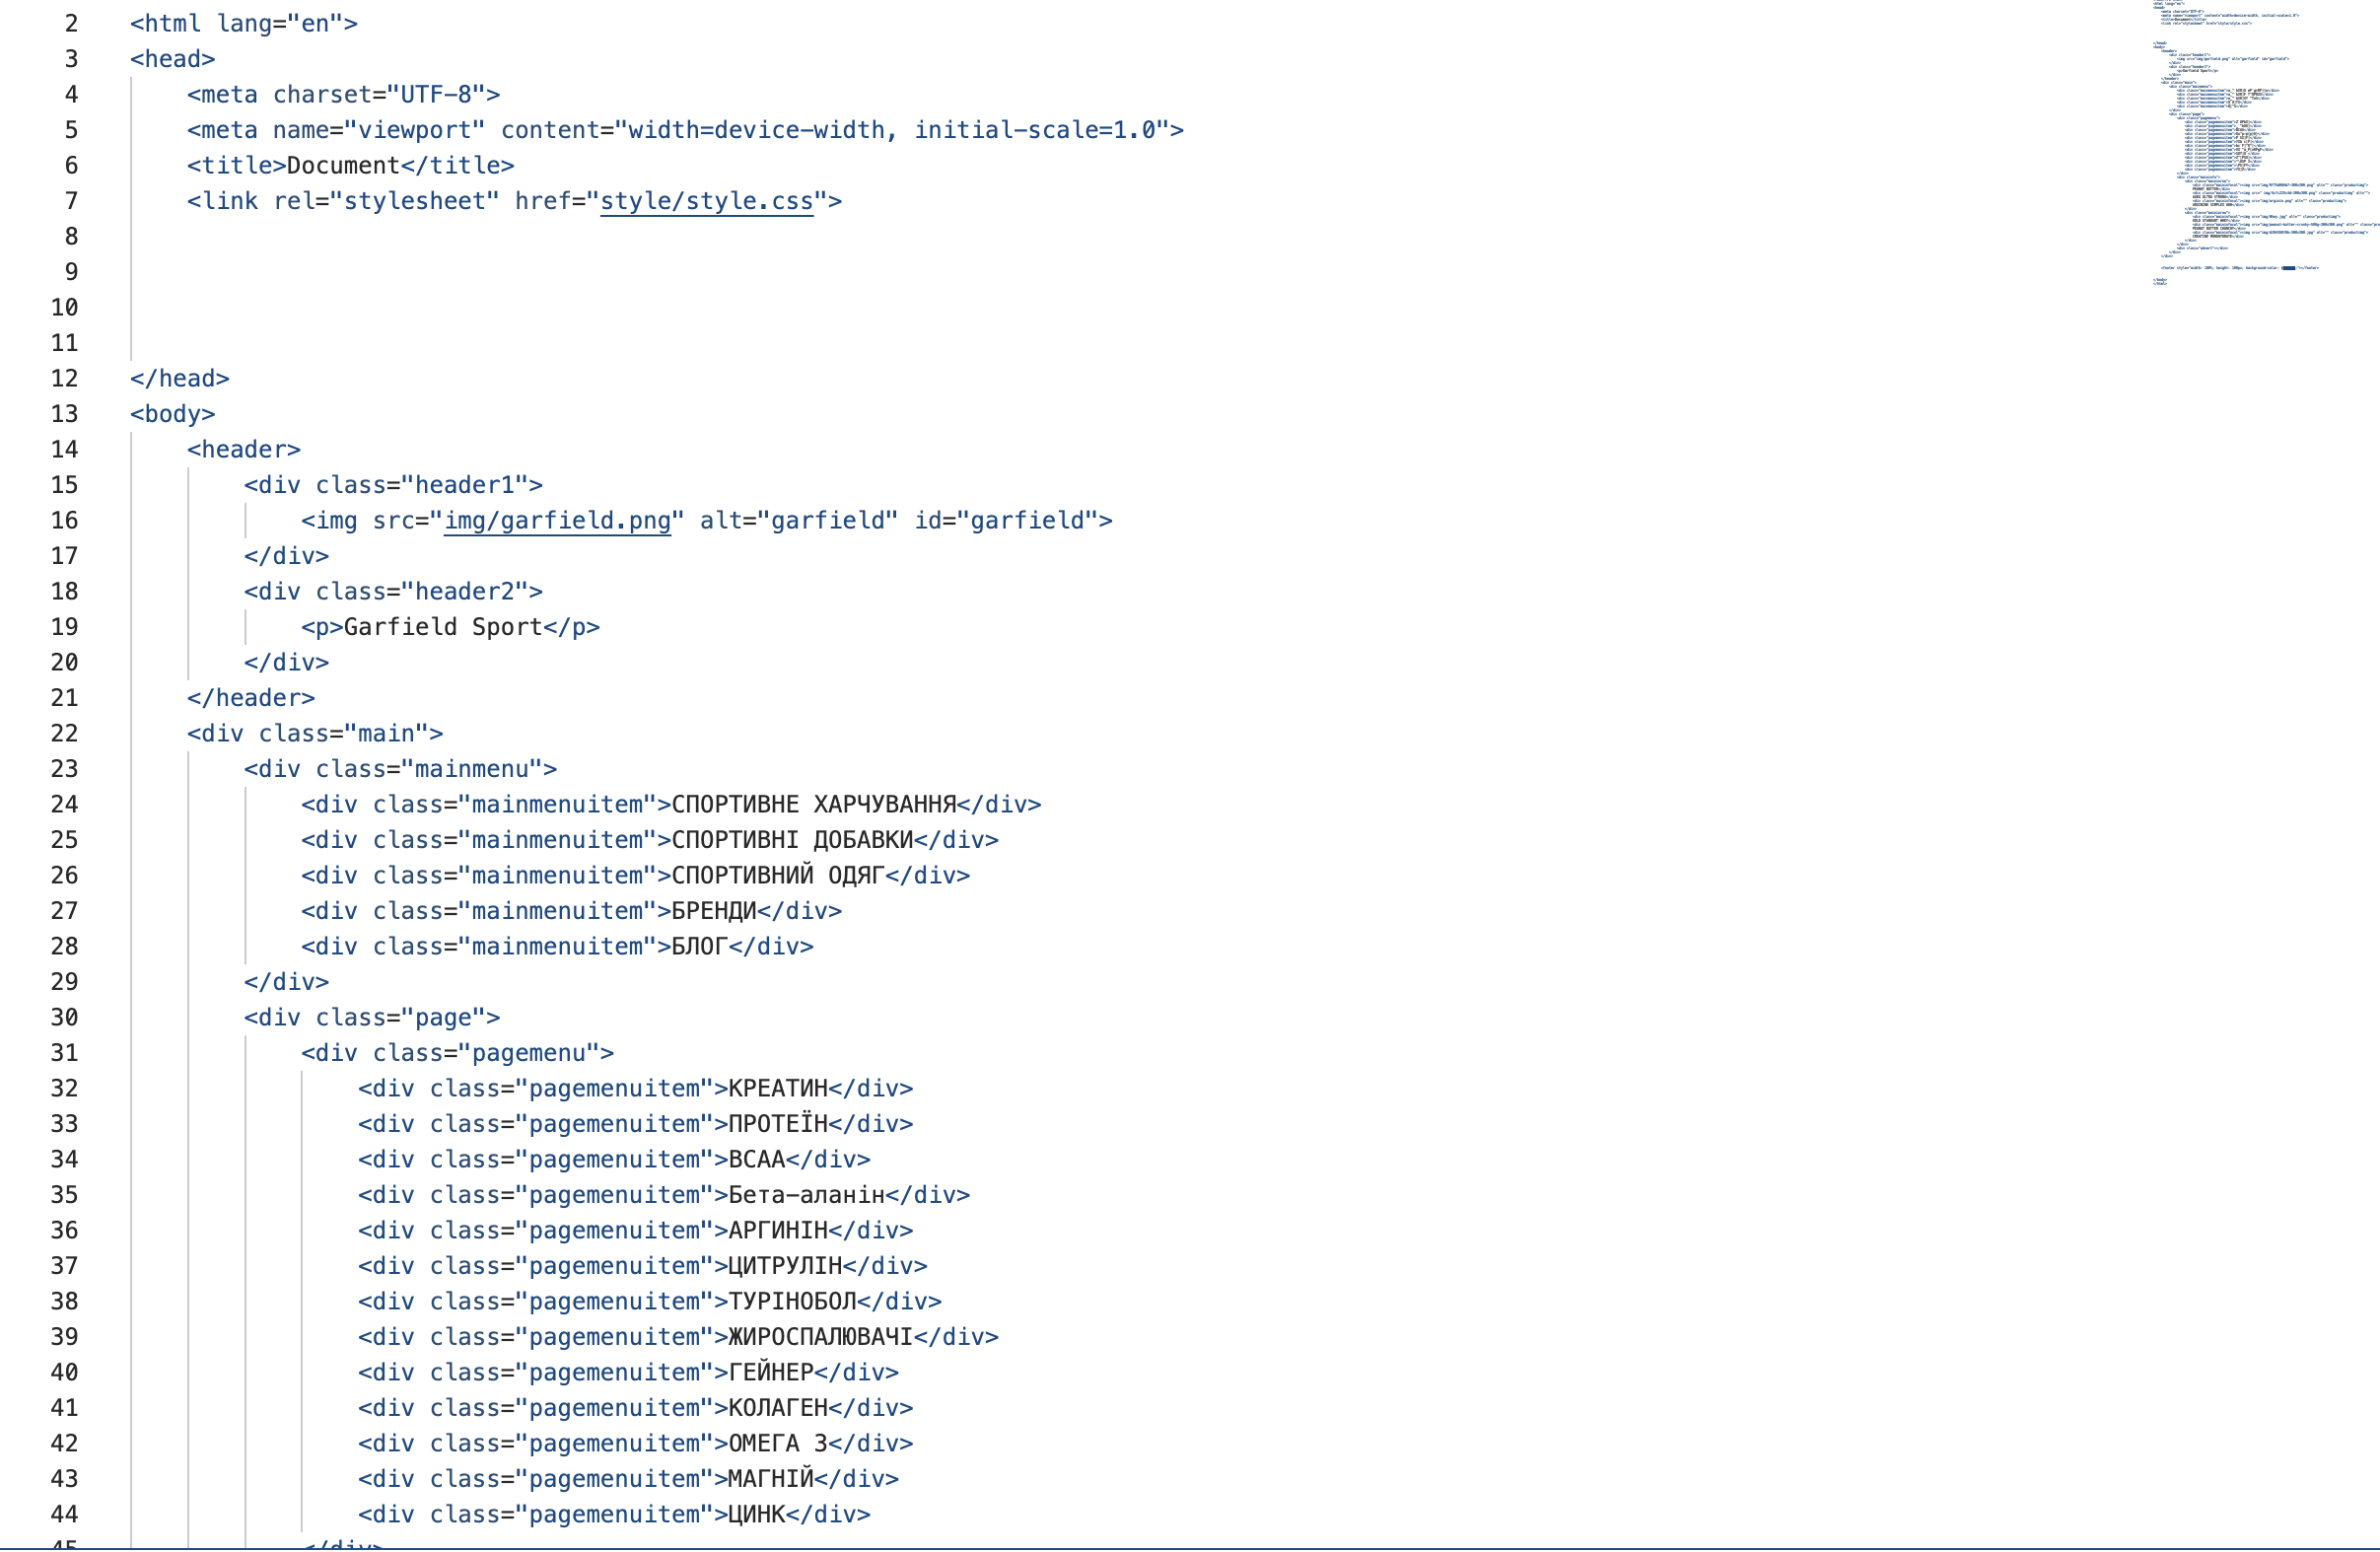 2 <html lang="en">
3 <head>
4 <meta charset="UTF-8">
5 <meta name="viewport" content="width=device-width, initial-scale=1.0">
6 <title>Document</title>
7 <link rel="stylesheet" href="style/style.css">
8
9
10
11
12 </head>
13 <body>
14 <header>
15 <div class="header1">
16 <img src="img/garfield.png" alt="garfield" id="garfield">
17 </div>
18 <div class="header2">
19 <p>Garfield Sport</p>
20 </div>
21 </header>
22 <div class="main">
23 <div class="mainmenu">
24 <div class="mainmenuitem">СПОРТИВНЕ ХАРЧУВАННЯ</div>
25 <div class="mainmenuitem">СПОРТИВНІ ДОБАВКИ</div>
26 <div class="mainmenuitem">СПОРТИВНИЙ ОДЯГ</div>
27 <div class="mainmenuitem">БРЕНДИ</div>
28 <div class="mainmenuitem">БЛОГ</div>
29 </div>
30 <div class="page">
31 <div class="pagemenu">
32 <div class="pagemenuitem">КРЕАТИН</div>
33 <div class="pagemenuitem">ПРОТЕЇН</div>
34 <div class="pagemenuitem">BCAA</div>
35 <div class="pagemenuitem">Бета-аланін</div>
36 <div class="pagemenuitem">АРГИНІН</div>
37 <div class="pagemenuitem">ЦИТРУЛІН</div>
38 <div class="pagemenuitem">ТУРІНОБОЛ</div>
39 <div class="pagemenuitem">ЖИРОСПАЛЮВАЧІ</div>
40 <div class="pagemenuitem">ГЕЙНЕР</div>
41 <div class="pagemenuitem">КОЛАГЕН</div>
42 <div class="pagemenuitem">ОМЕГА 3</div>
43 <div class="pagemenuitem">МАГНІЙ</div>
44 <div class="pagemenuitem">ЦИНК</div>
45 </div>